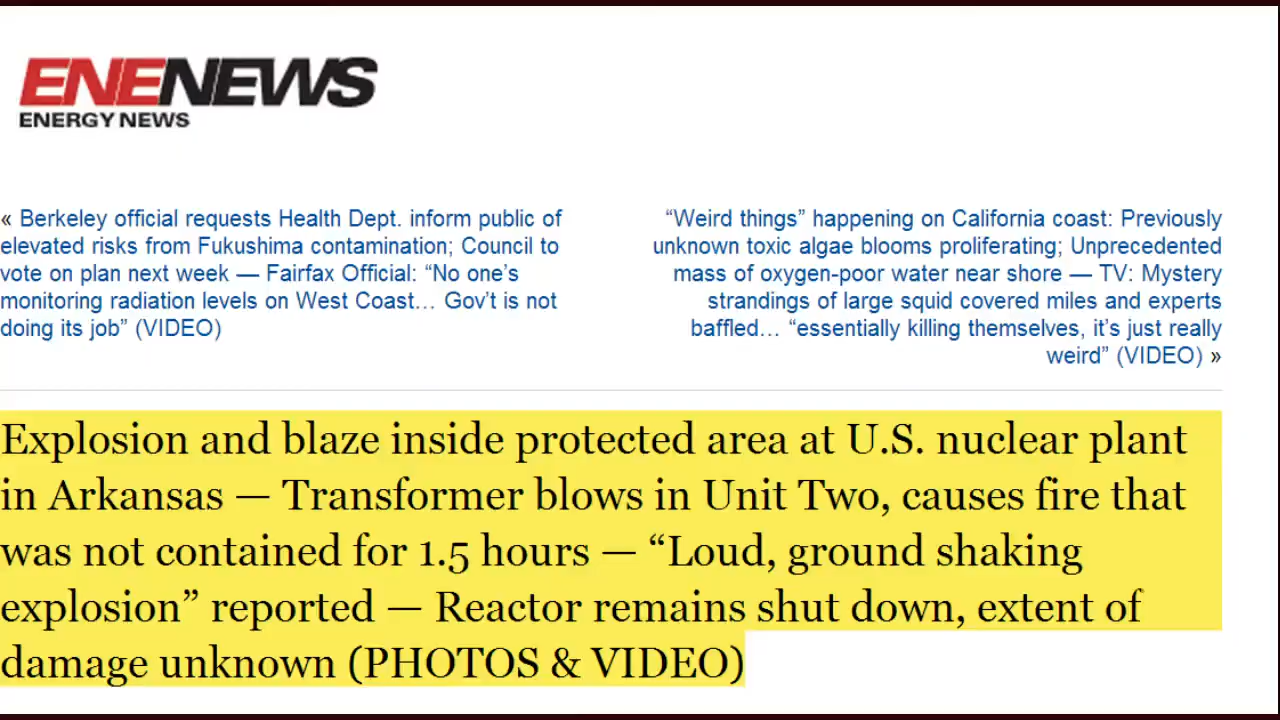 ENENEWS
ENERGY NEWS
« Berkeley official requests Health Dept. inform public of
elevated risks from Fukushima contamination; Council to
vote on plan next week — Fairfax Official: “No one’s
monitoring radiation levels on West Coast… Gov’t is not
doing its job” (VIDEO)
“Weird things” happening on California coast: Previously
unknown toxic algae blooms proliferating; Unprecedented
mass of oxygen-poor water near shore — TV: Mystery
strandings of large squid covered miles and experts
baffled… “essentially killing themselves, it’s just really
weird” (VIDEO) »
Explosion and blaze inside protected area at U.S. nuclear plant
in Arkansas — Transformer blows in Unit Two, causes fire that
was not contained for 1.5 hours — “Loud, ground shaking
explosion” reported — Reactor remains shut down, extent of
damage unknown (PHOTOS & VIDEO)